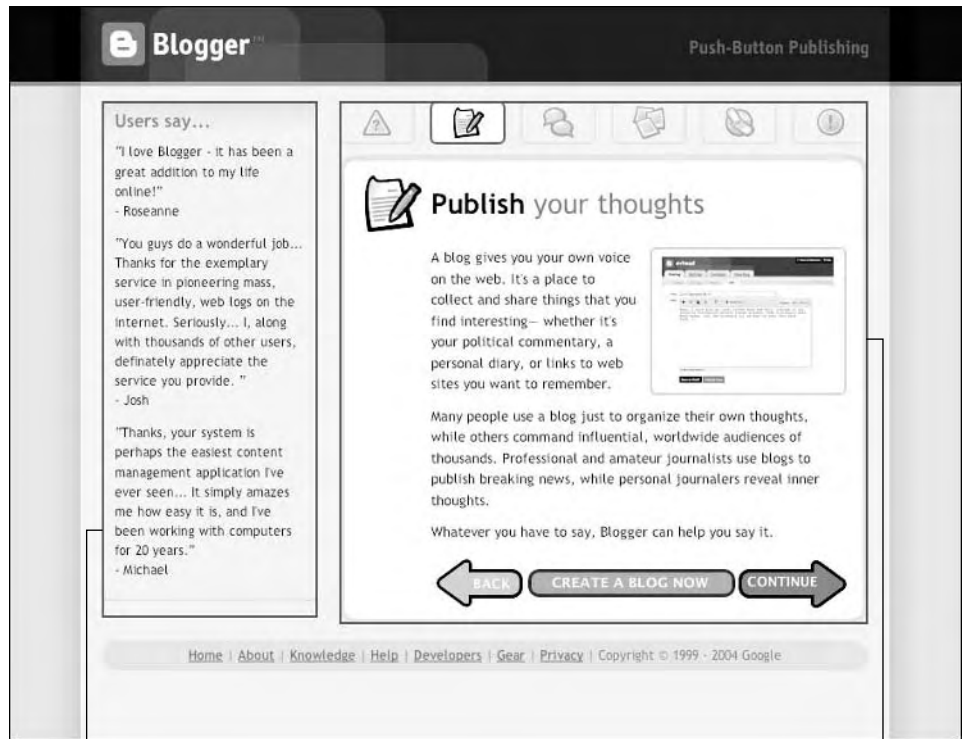 Blogger™
Push-Button Publishing
Users say...
"I love Blogger - it has been a
great addition to my life
online!"
- Roseanne
"You guys do a wonderful job...
Thanks for the exemplary
service in pioneering mass,
user-friendly, web logs on the
internet. Seriously... I, along
with thousands of other users,
definately appreciate the
service you provide. "
- Josh
"Thanks, your system is
perhaps the easiest content
management application I've
ever seen... It simply amazes
me how easy it is, and I've
been working with computers
for 20 years."
- Michael
Publish your thoughts
A blog gives you your own voice
on the web. It's a place to
collect and share things that you
find interesting— whether it's
your political commentary, a
personal diary, or links to web
sites you want to remember.
Many people use a blog just to organize their own thoughts,
while others command influential, worldwide audiences of
thousands. Professional and amateur journalists use blogs to
publish breaking news, while personal journalers reveal inner
thoughts.
Whatever you have to say, Blogger can help you say it.
BACK
CREATE A BLOG NOW
CONTINUE
Home | About | Knowledge | Help | Developers | Gear | Privacy | Copyright © 1999 - 2004 Google